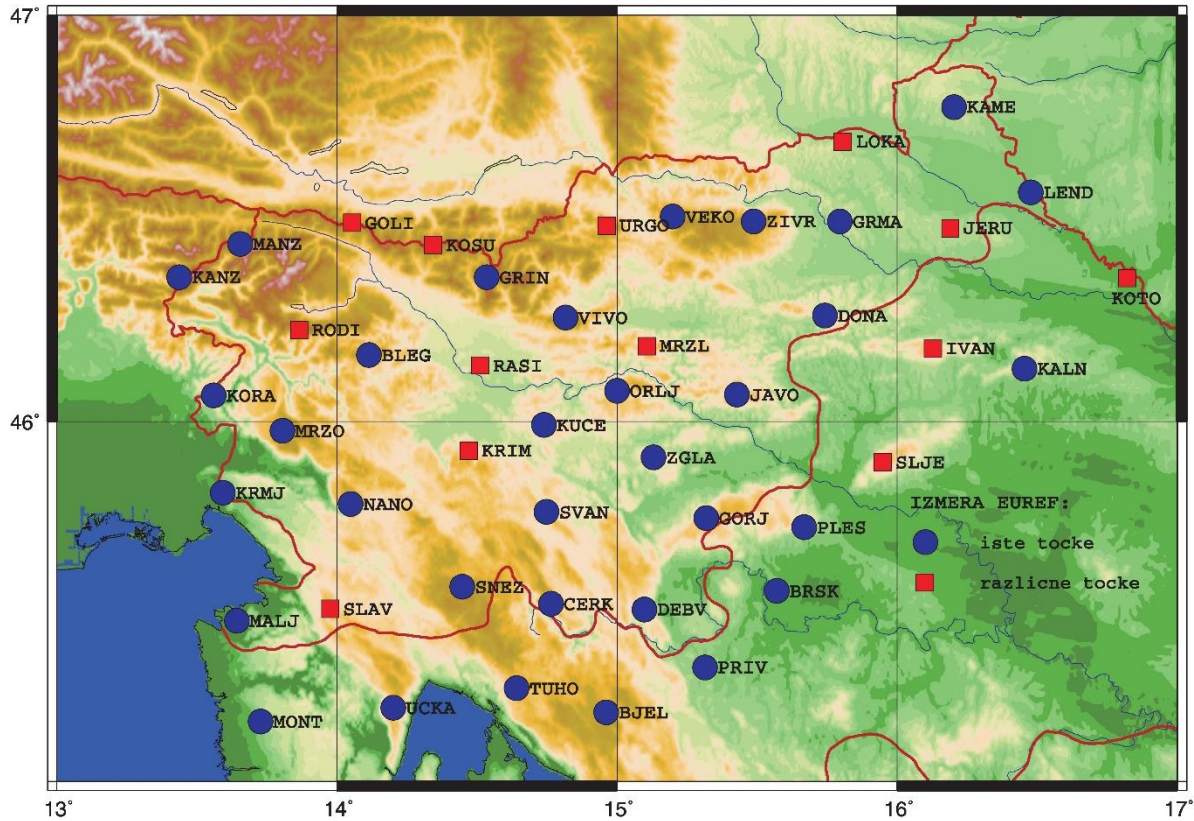 47°
KAME
LOKA
LEND
VEKO
ZIVR
GRMA
GOLI
URGO
JERU
MANZ
KOSU
KANZ
GRIN
KOTO
VIVO
DONA
RODI
MRZL
IVAN
BLEG
RASI
KALN
KORA
ORLJ
JAVO
46°
MRZO
KUCE
KRIM
ZGLA
SLJE
KRMJ
NANO
SVAN
GORJ
PLES
IZMERA EUREF:
iste tocke
SNEZ
BRSK
razlicne tocke
CERK
DEBV
SLAV
MALJ
PRIV
TUHO
UCKA
BJEL
MONT
13°
14°
15°
16°
17°